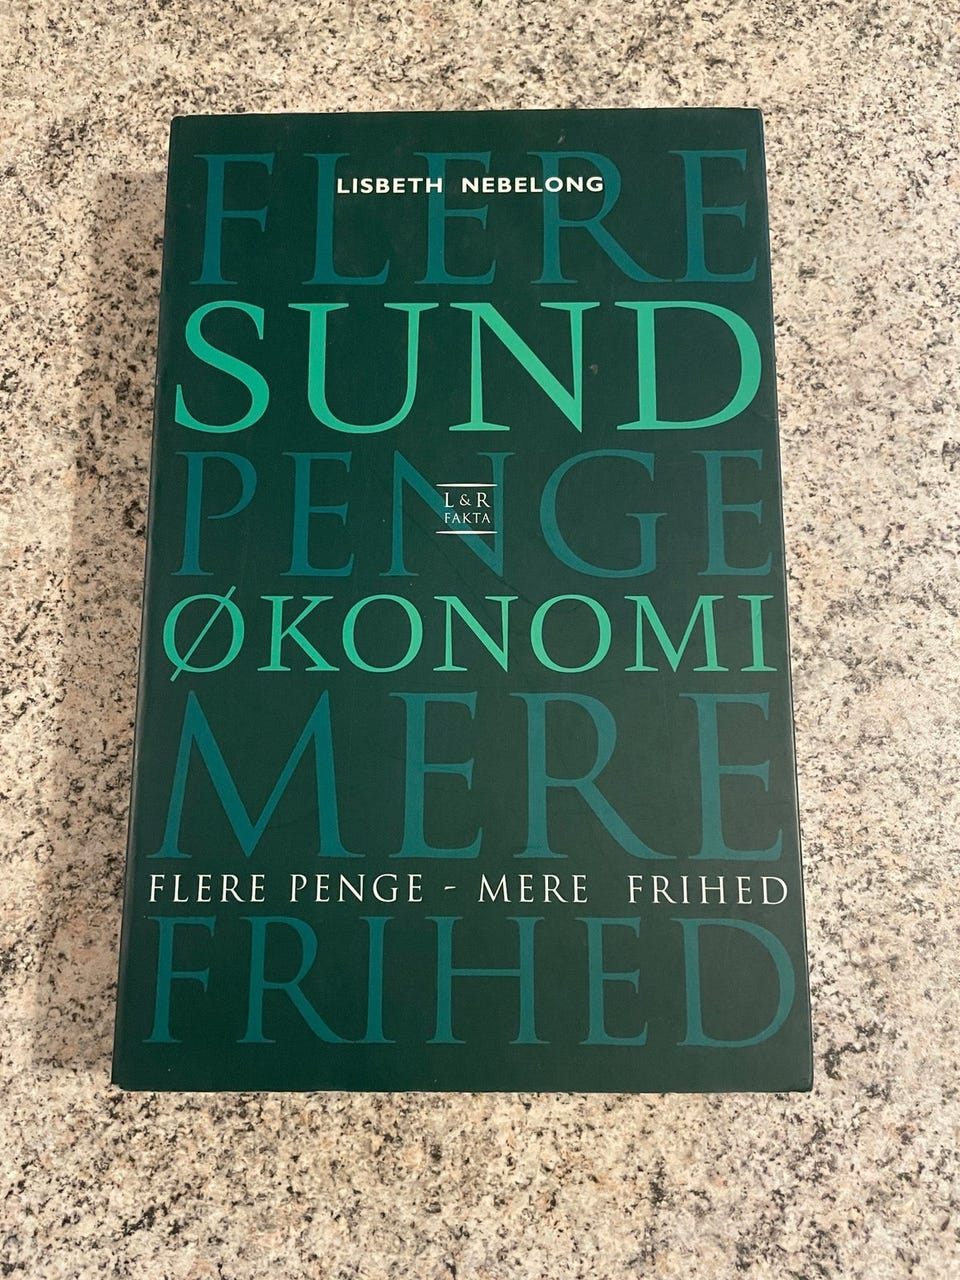 FLERE
LISBETH NEBELONG
SUND
PENGE
L & R
FAKTA
ØKONOMI
MERE
FLERE PENGE - MERE FRIHED
FRIHED